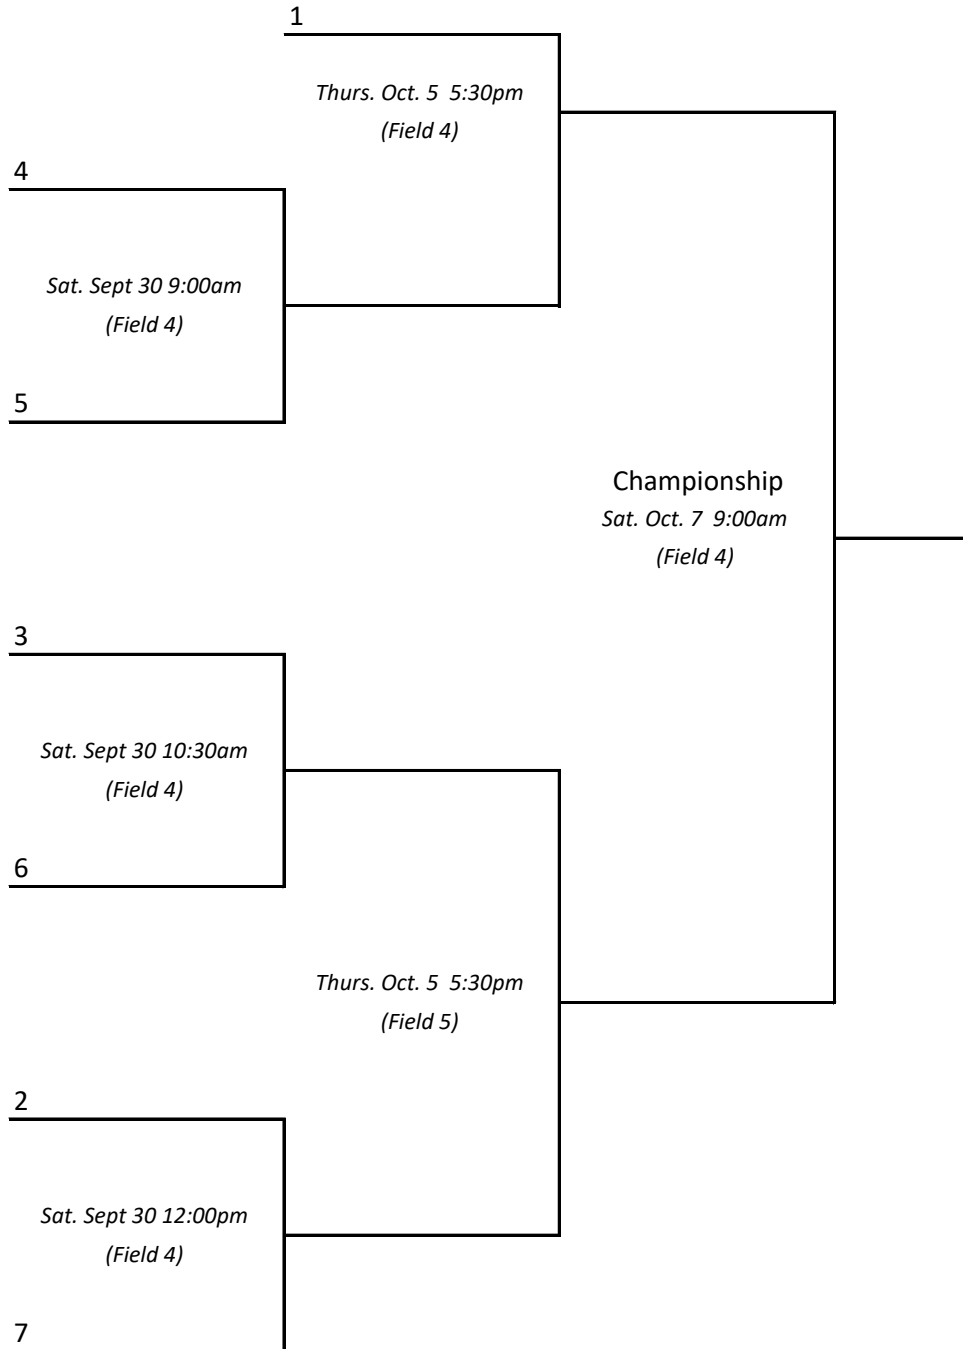 1
Thurs. Oct. 5  5:30pm
(Field 4)
4
Sat. Sept 30 9:00am
(Field 4)
5
Championship
Sat. Oct. 7  9:00am
(Field 4)
3
Sat. Sept 30 10:30am
(Field 4)
6
Thurs. Oct. 5  5:30pm
(Field 5)
2
Sat. Sept 30 12:00pm
(Field 4)
7